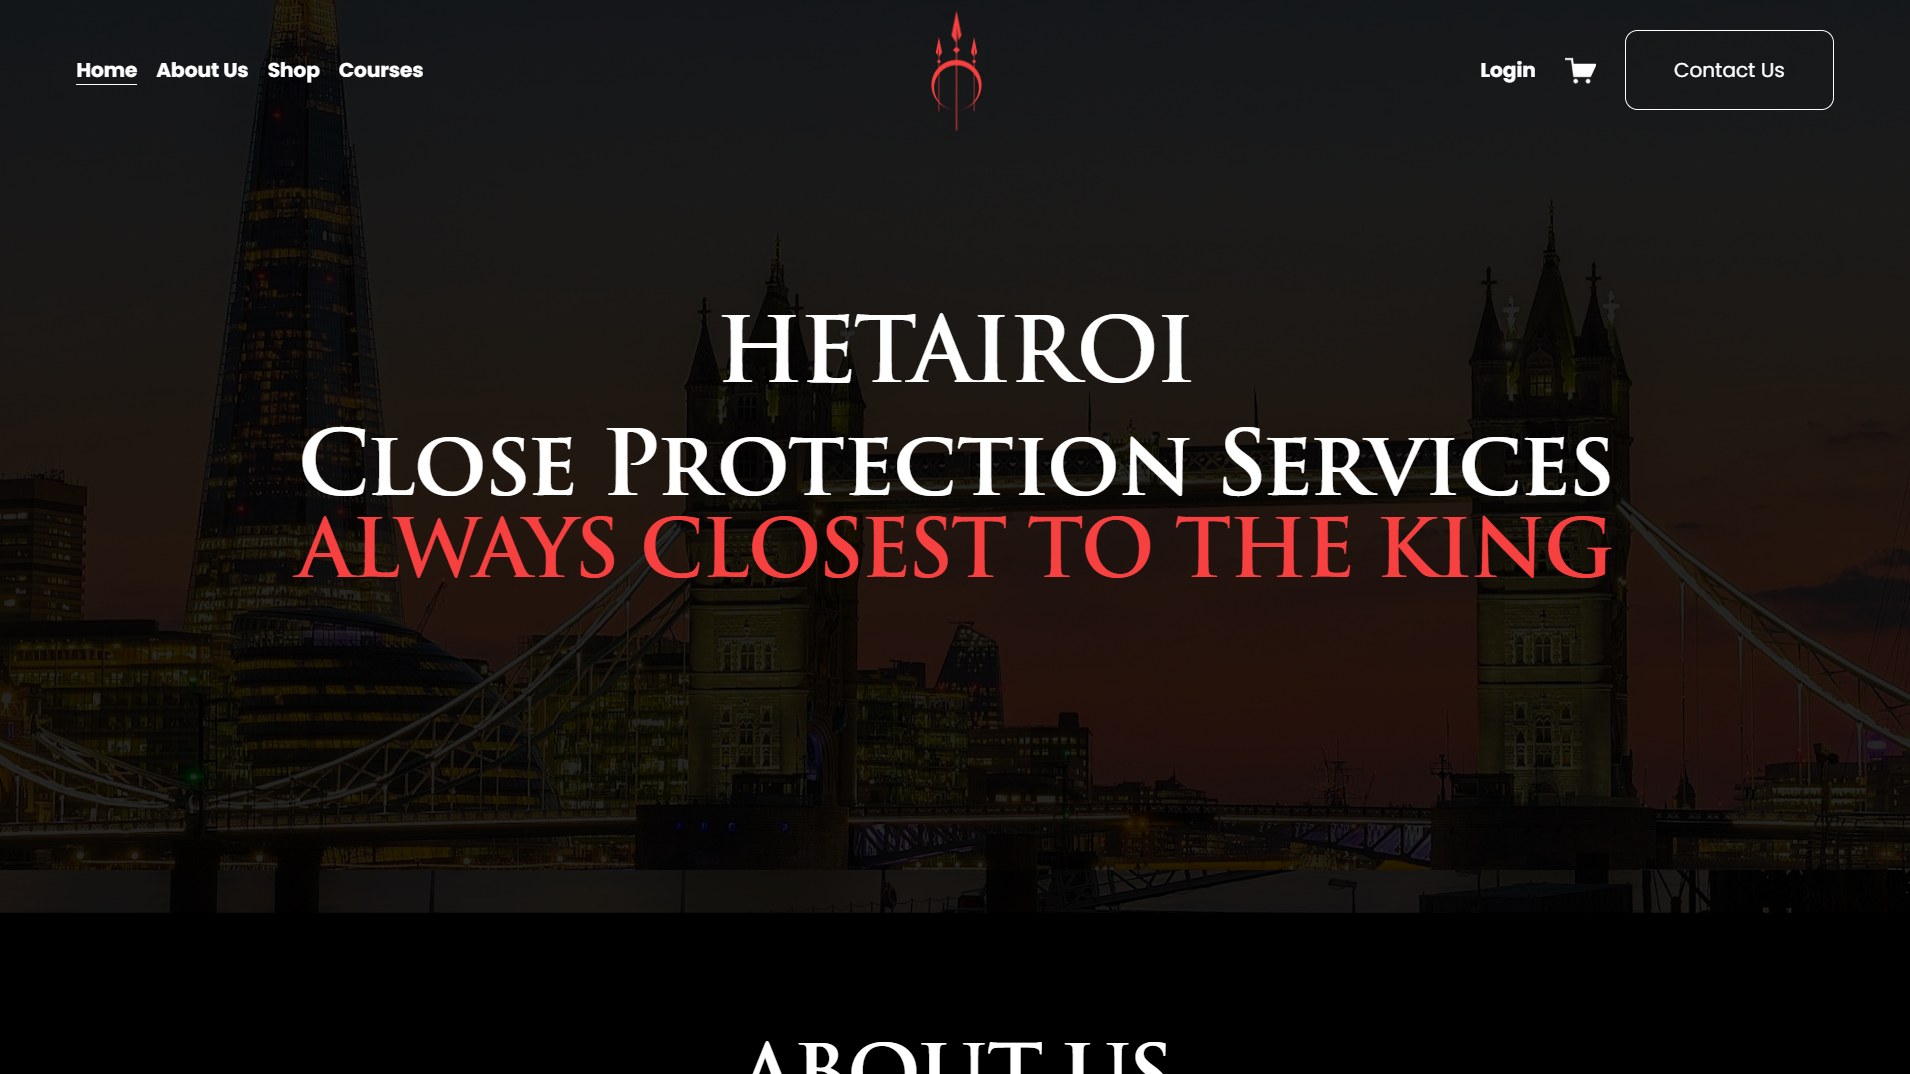 Home About Us Shop Courses Login Contact Us
HETAIROI
Close Protection Services
ALWAYS CLOSEST TO THE KING
ABOUT US